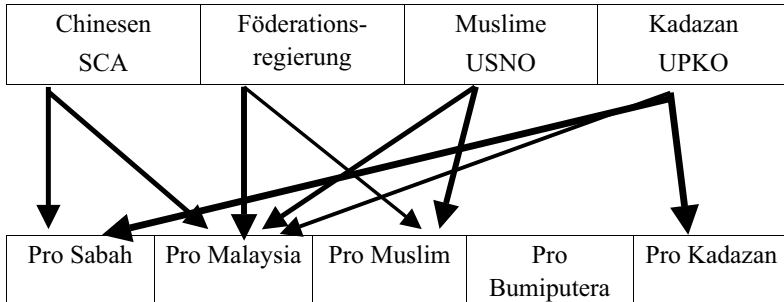 Chinesen
SCA
Föderations-
regierung
Muslime
USNO
Kadazan
UPKO
Pro Sabah
Pro Malaysia
Pro Muslim
Pro
Bumiputera
Pro Kadazan